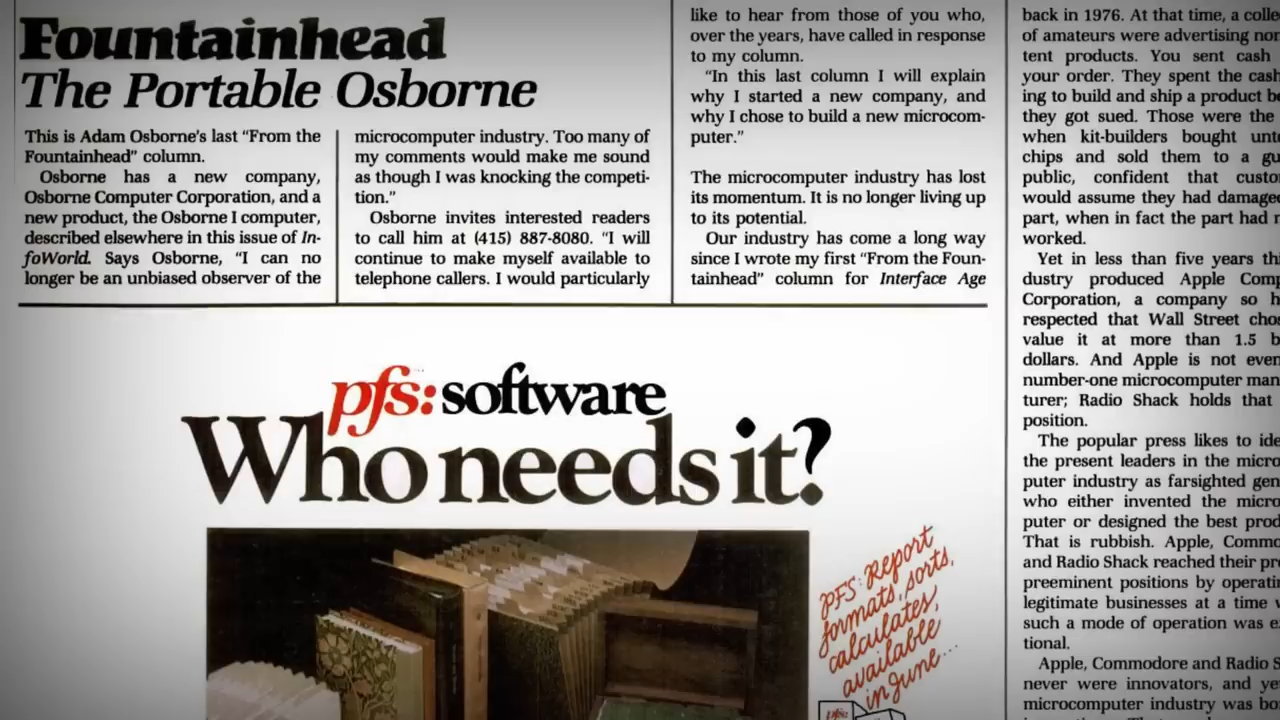 Fountainhead
The Portable Osborne
This is Adam Osborne's last "From the
Fountainhead" column.
Osborne has a new company,
Osborne Computer Corporation, and a
new product, the Osborne I computer,
described elsewhere in this issue of In-
foWorld. Says Osborne, "I can no
longer be an unbiased observer of the
microcomputer industry. Too many of
my comments would make me sound
as though I was knocking the competi-
tion."
Osborne invites interested readers
to call him at (415) 887-8080. "I will
continue to make myself available to
telephone callers. I would particularly
like to hear from those of you who,
over the years, have called in response
to my column.
"In this last column I will explain
why I started a new company, and
why I chose to build a new microcom-
puter."
The microcomputer industry has lost
its momentum. It is no longer living up
to its potential.
Our industry has come a long way
since I wrote my first "From the Foun-
tainhead" column for Interface Age
back in 1976. At that time, a colle
of amateurs were advertising non
tent products. You sent cash
your order. They spent the cash
ing to build and ship a product be
they got sued. Those were the
when kit-builders bought unte
chips and sold them to a gu
public, confident that custo
would assume they had damage
part, when in fact the part had n
worked.
Yet in less than five years thi
dustry produced Apple Comp
Corporation, a company so h
respected that Wall Street chos
value it at more than 1.5 b
dollars. And Apple is not even
number-one microcomputer man
turer; Radio Shack holds that
position.
The popular press likes to ide
the present leaders in the micro
puter industry as farsighted gen
who either invented the micro
puter or designed the best prod
That is rubbish. Apple, Commo
and Radio Shack reached their pre
preeminent positions by operati
legitimate businesses at a time w
such a mode of operation was e
tional.
Apple, Commodore and Radio S
never were innovators, and ye
microcomputer industry was bo
pfs: software
Who needs it?
PFS: Report
formats, sorts,
calculates,
available
in June...
pfs: